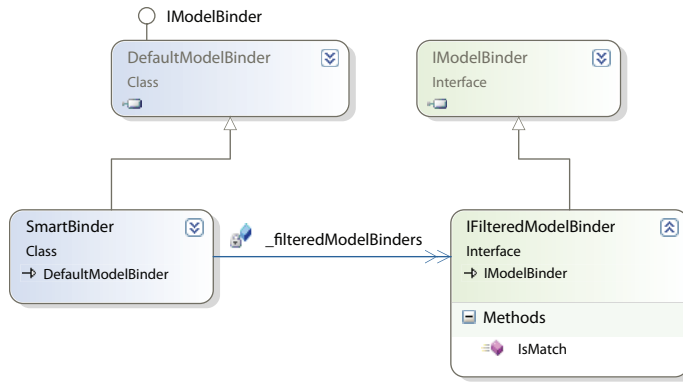 IModelBinder
DefaultModelBinder
Class
IModelBinder
Interface
SmartBinder
Class
DefaultModelBinder
_filteredModelBinders
IFilteredModelBinder
Interface
IModelBinder
Methods
IsMatch